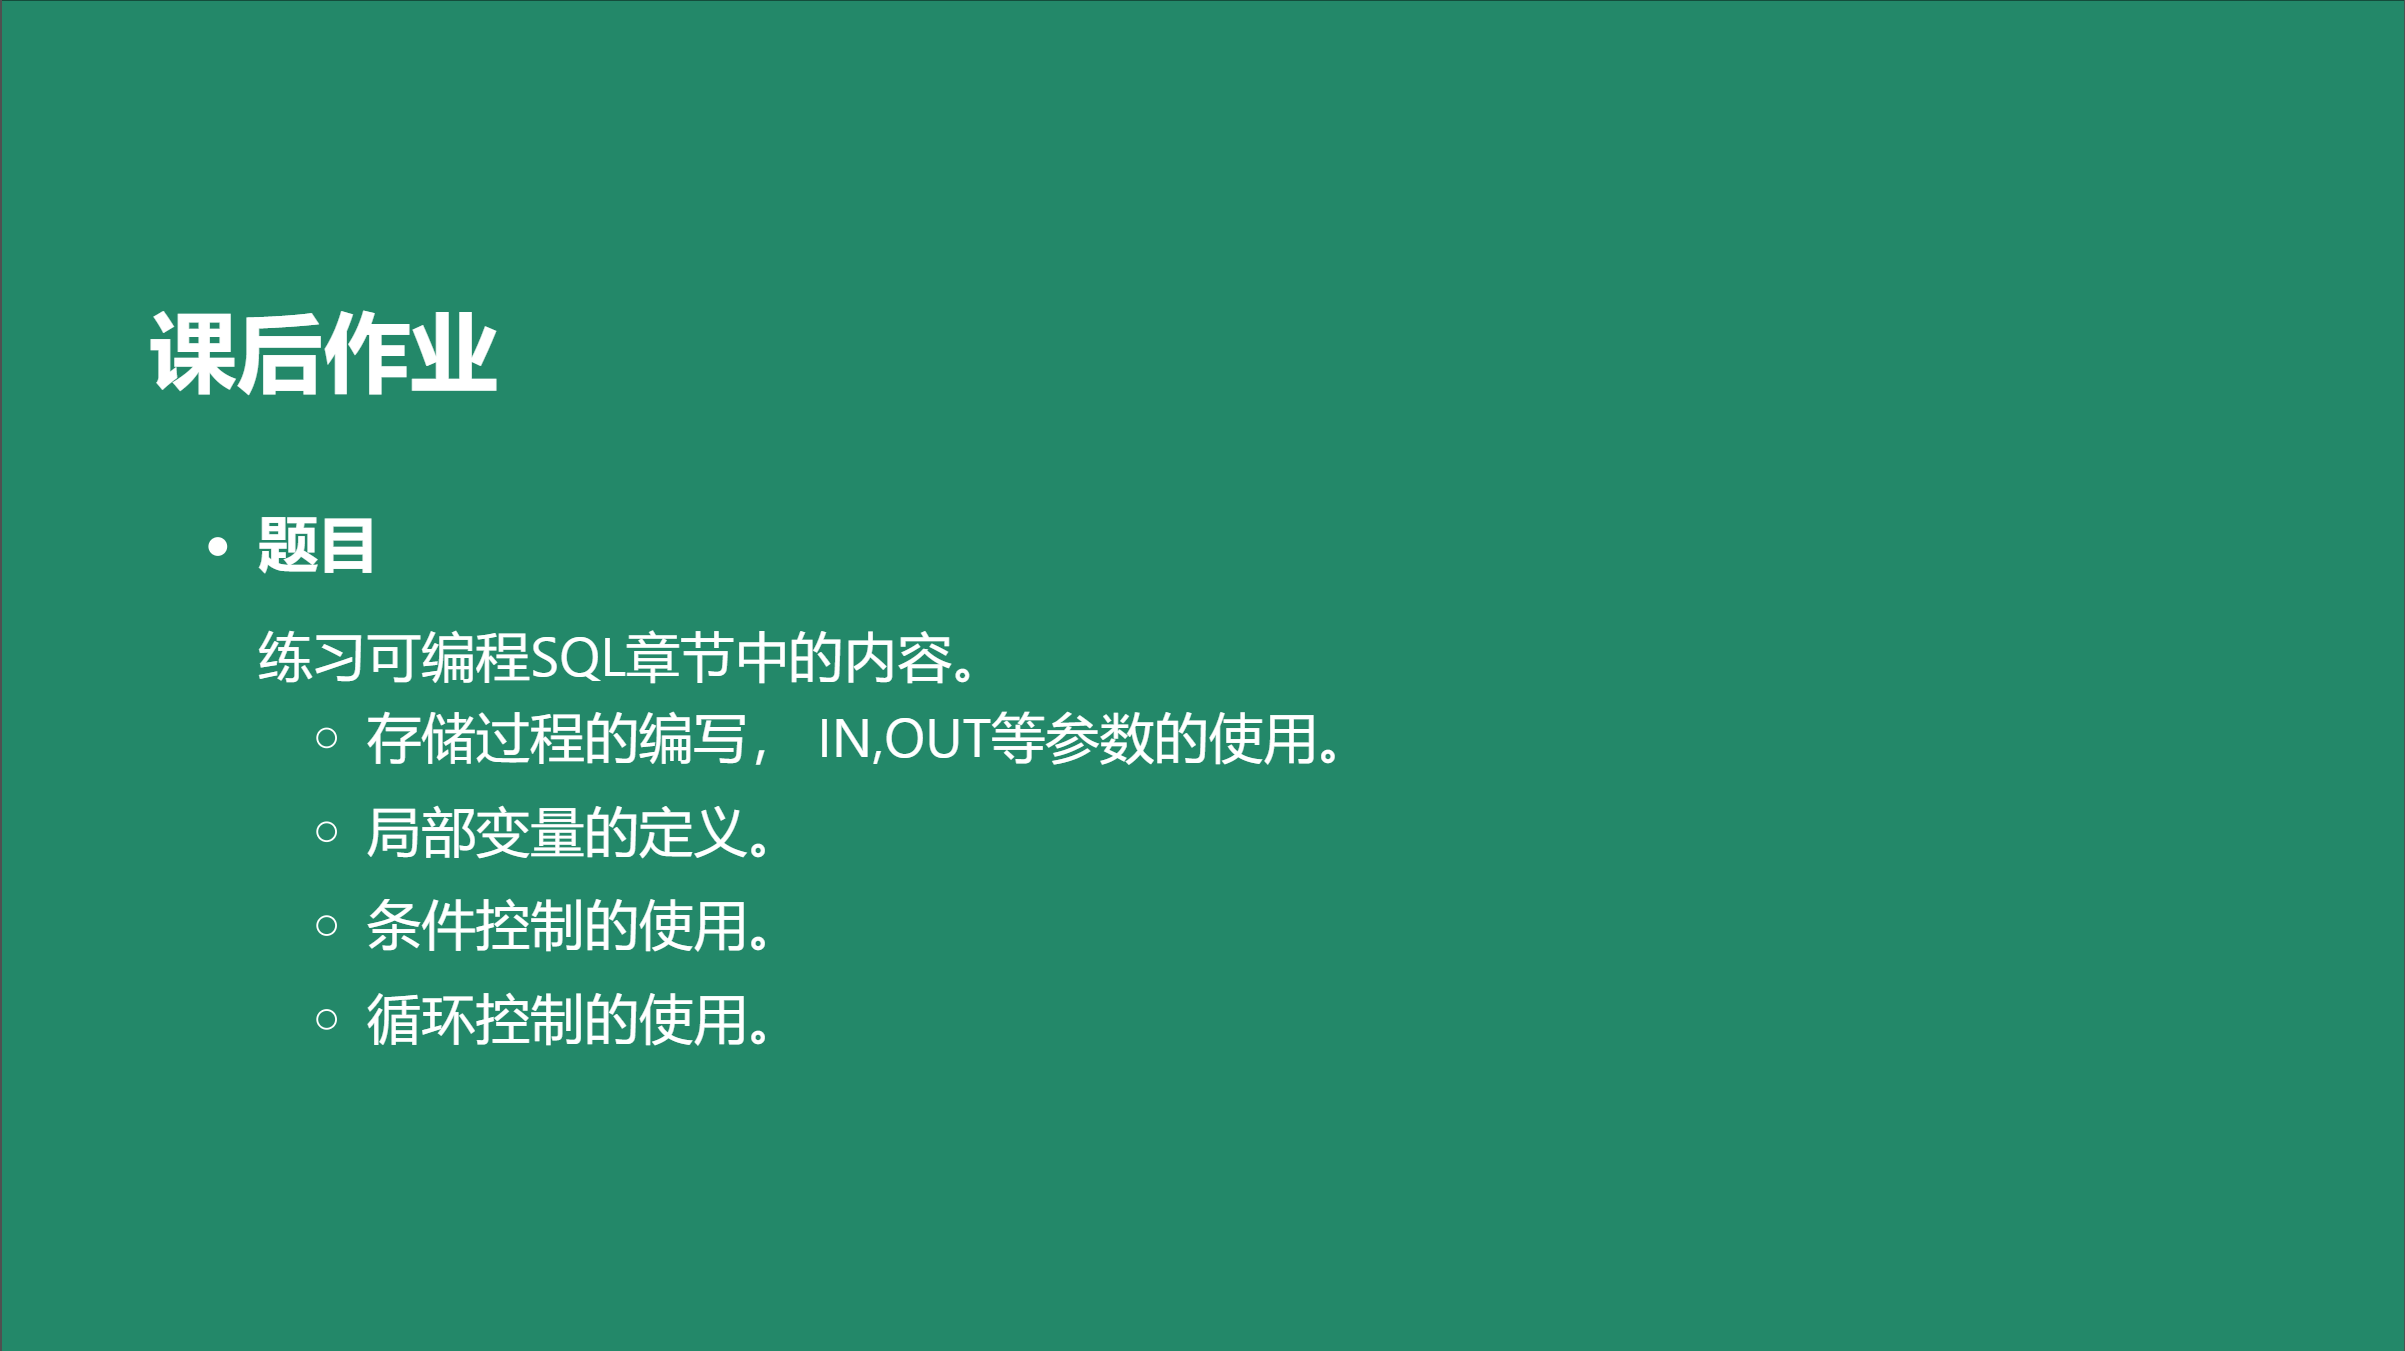 课后作业
• 题目
练习可编程SQL章节中的内容。
○ 存储过程的编写， IN,OUT等参数的使用。
○ 局部变量的定义。
○ 条件控制的使用。
○ 循环控制的使用。